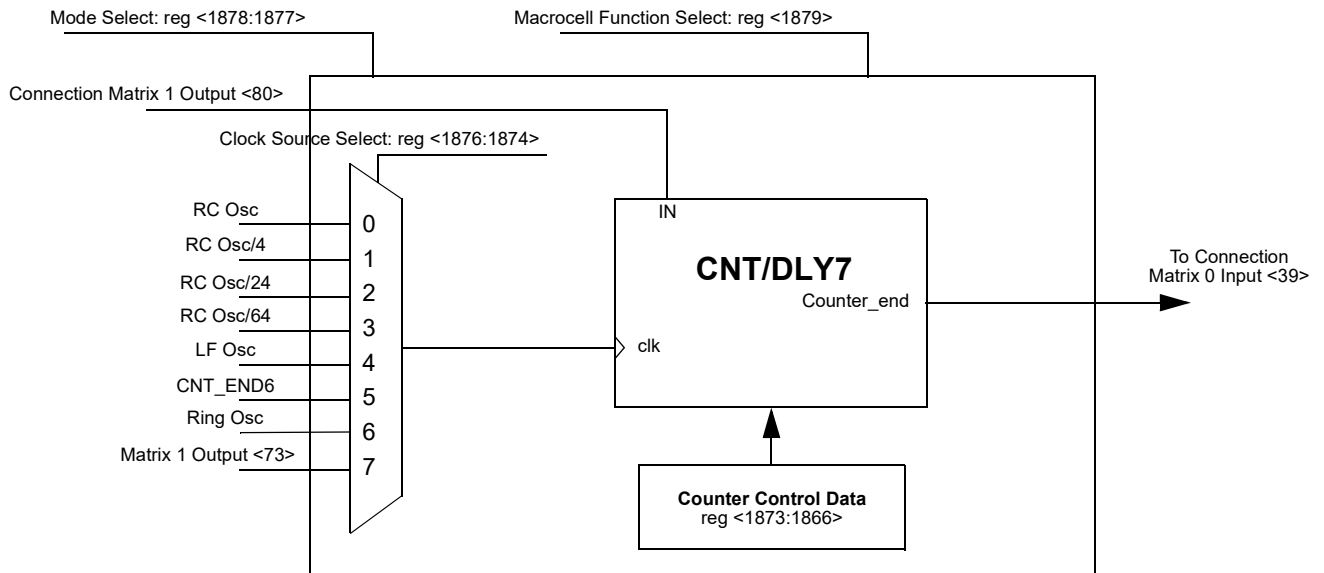 Mode Select: reg <1878:1877>
Macrocell Function Select: reg <1879>
Connection Matrix 1 Output <80>
Clock Source Select: reg <1876:1874>
RC Osc
0
RC Osc/4
1
RC Osc/24
2
RC Osc/64
3
LF Osc
4
CNT_END6
5
Ring Osc
6
Matrix 1 Output <73>
7
IN
CNT/DLY7
Counter_end
clk
To Connection
Matrix 0 Input <39>
Counter Control Data
reg <1873:1866>